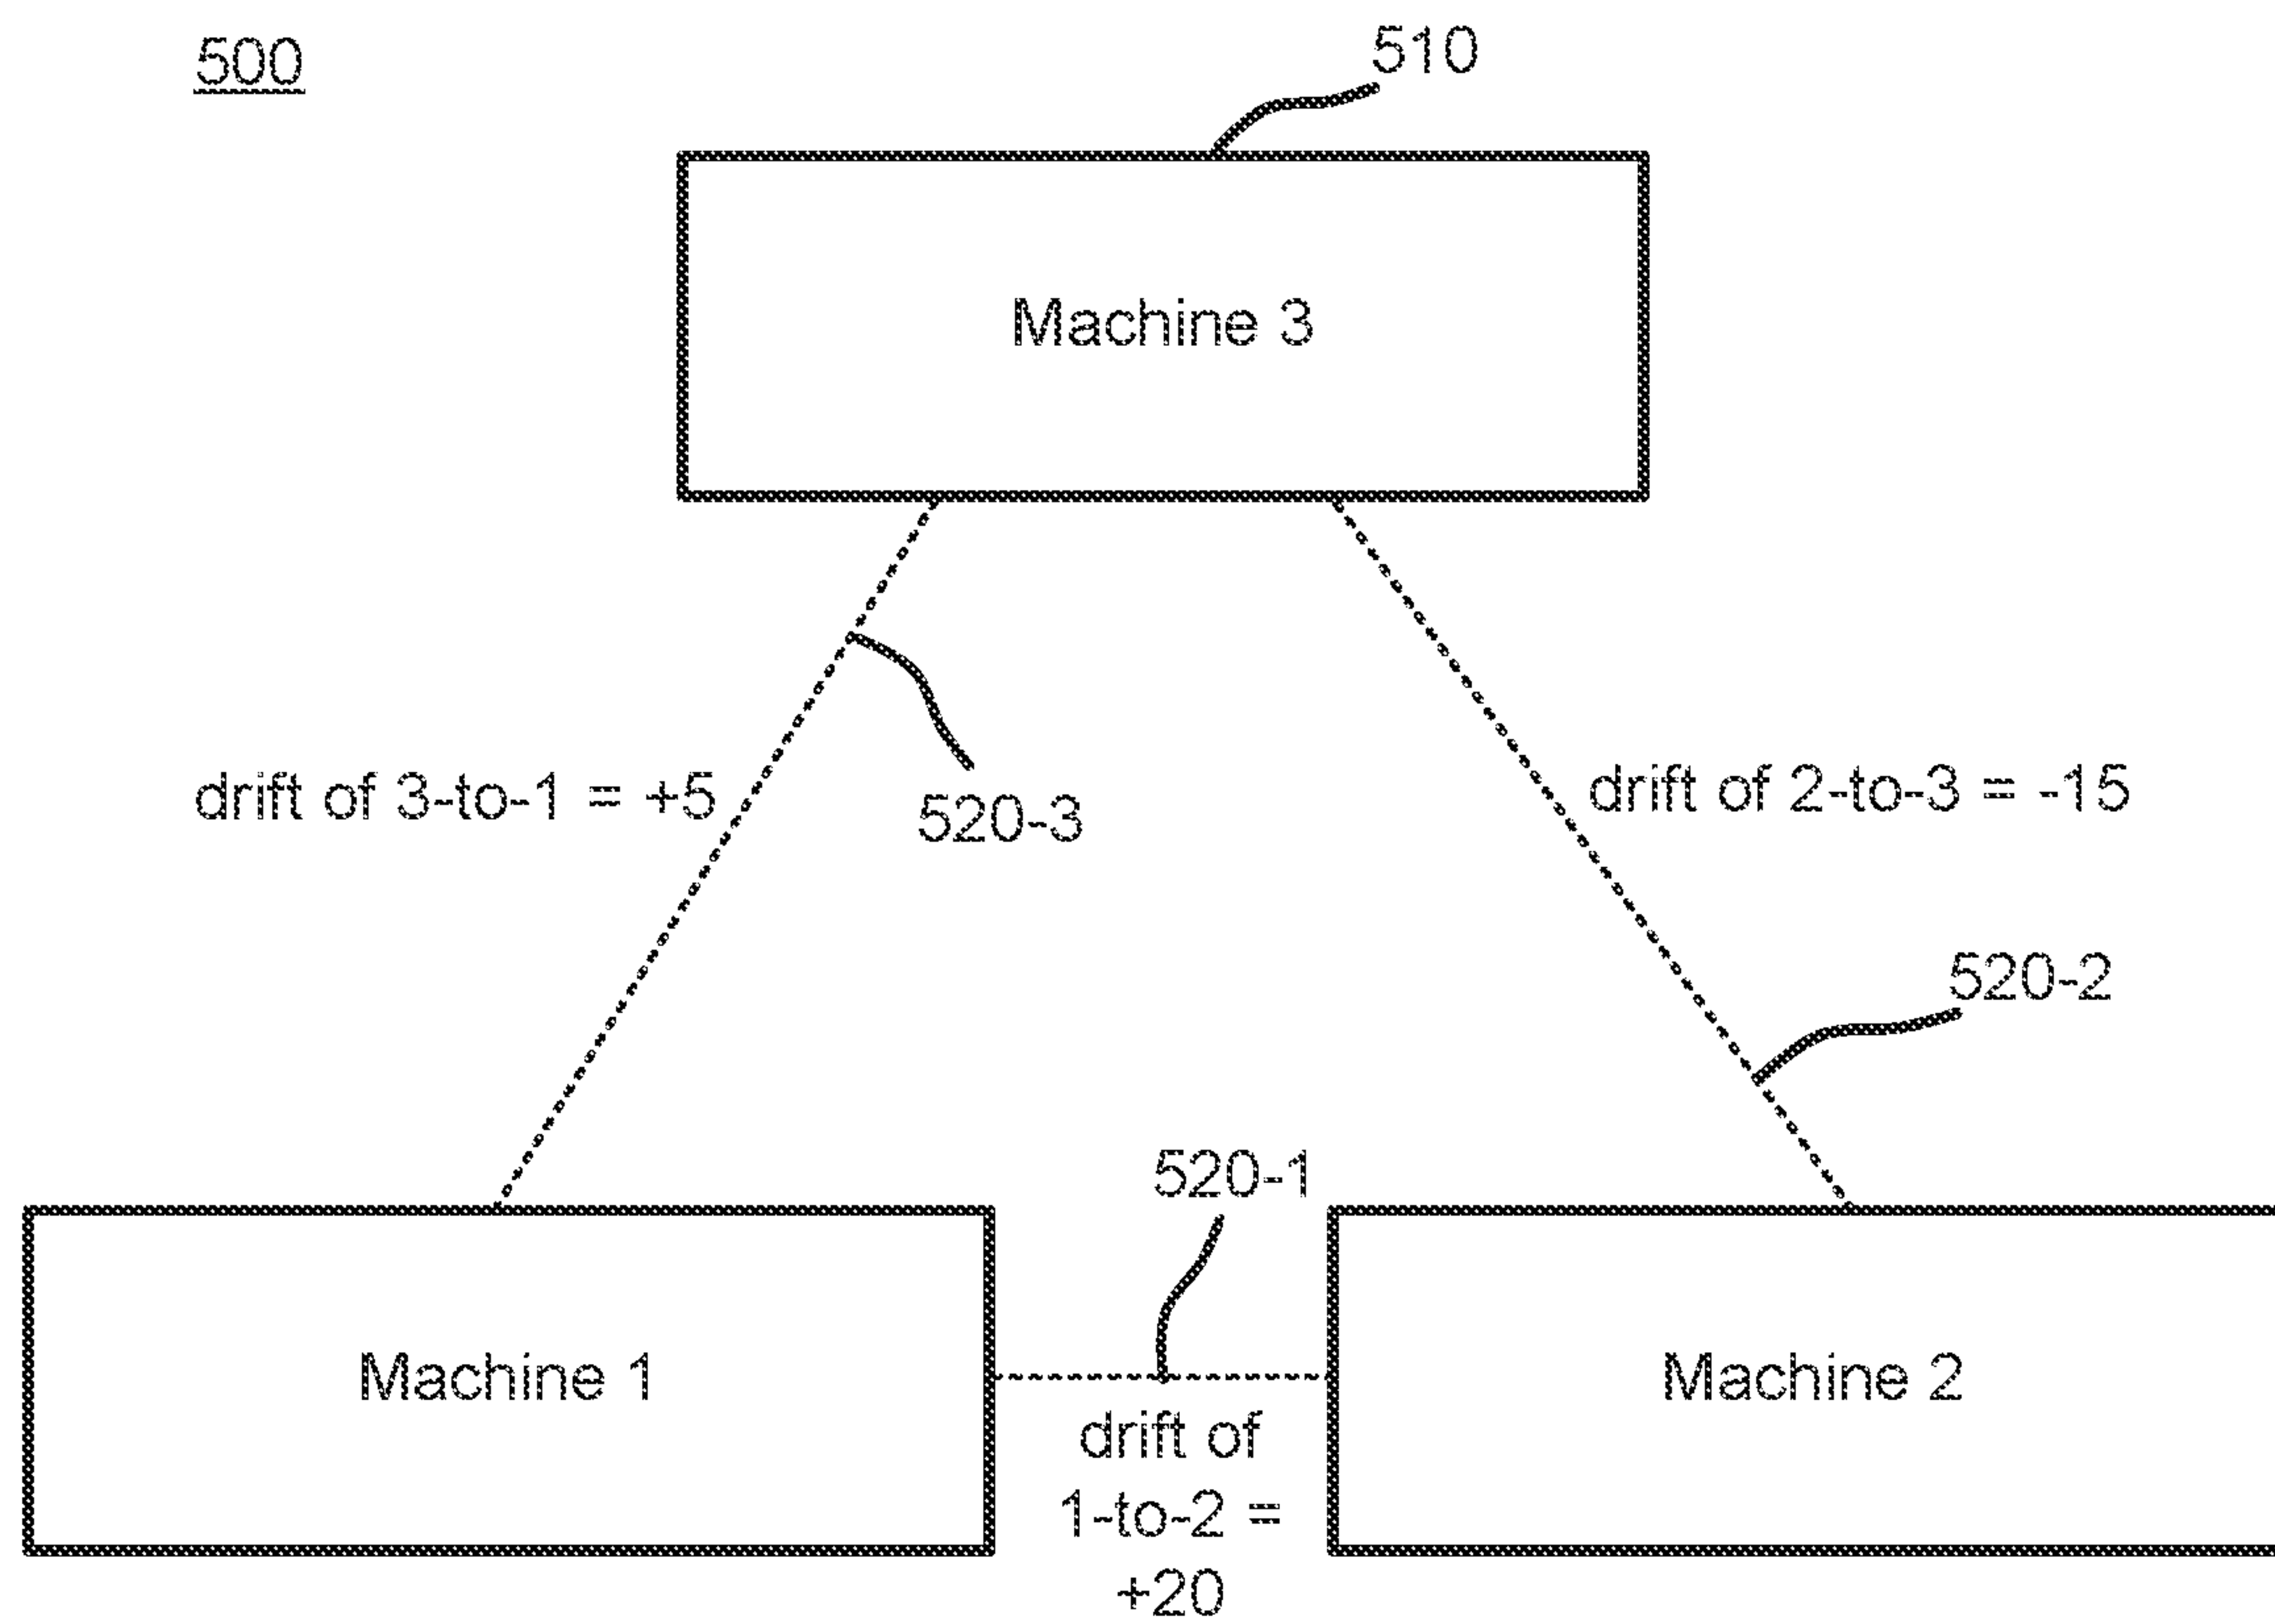 500
510
Machine 3
drift of 3-to-1 = +5
520-3
drift of 2-to-3 = -15
520-2
520-1
Machine 1
drift of
1-to-2 =
+20
Machine 2